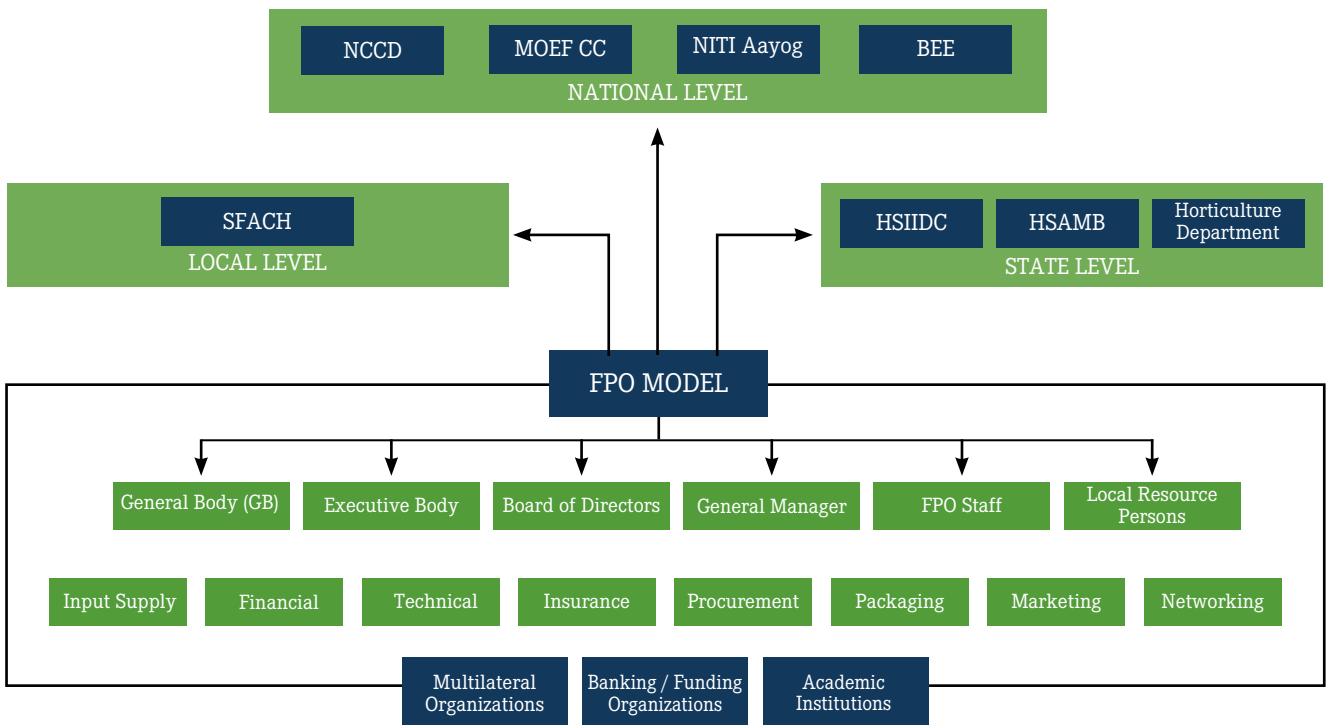 NCCD
MOEF CC
NITI Aayog
BEE
NATIONAL LEVEL
SFACH
LOCAL LEVEL
HSIIDC
HSAMB
Horticulture
Department
STATE LEVEL
FPO MODEL
General Body (GB)
Executive Body
Board of Directors
General Manager
FPO Staff
Local Resource
Persons
Input Supply
Financial
Technical
Insurance
Procurement
Packaging
Marketing
Networking
Multilateral
Organizations
Banking / Funding
Organizations
Academic
Institutions